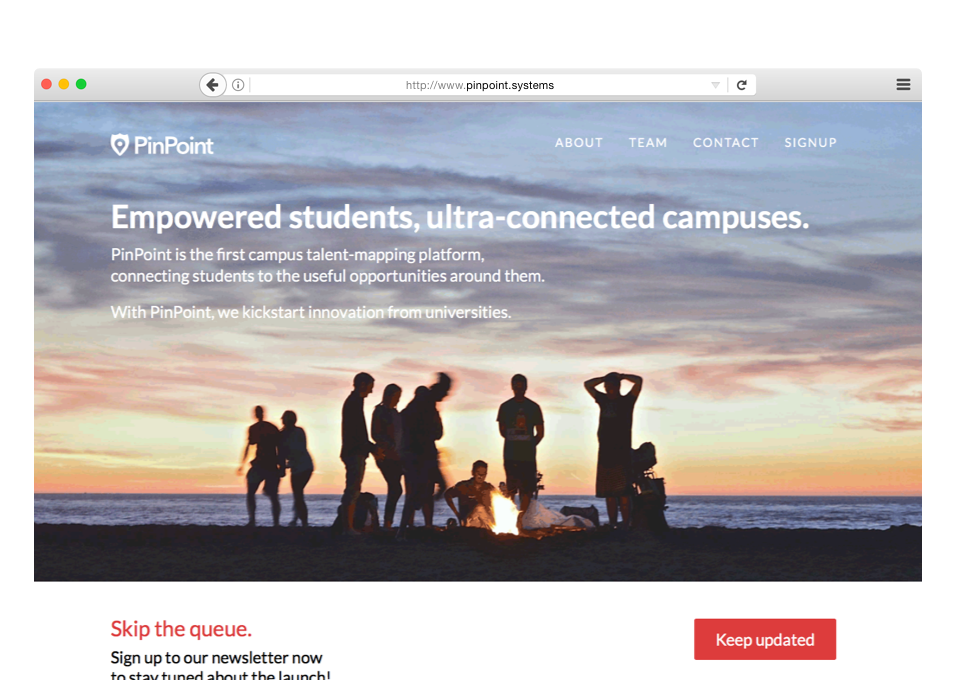 http://www.pinpoint.systems
PinPoint
ABOUT TEAM CONTACT SIGNUP
Empowered students, ultra-connected campuses.
PinPoint is the first campus talent-mapping platform,
connecting students to the useful opportunities around them.
With PinPoint, we kickstart innovation from universities.
Skip the queue.
Keep updated
Sign up to our newsletter now
to stay tuned about the launch!